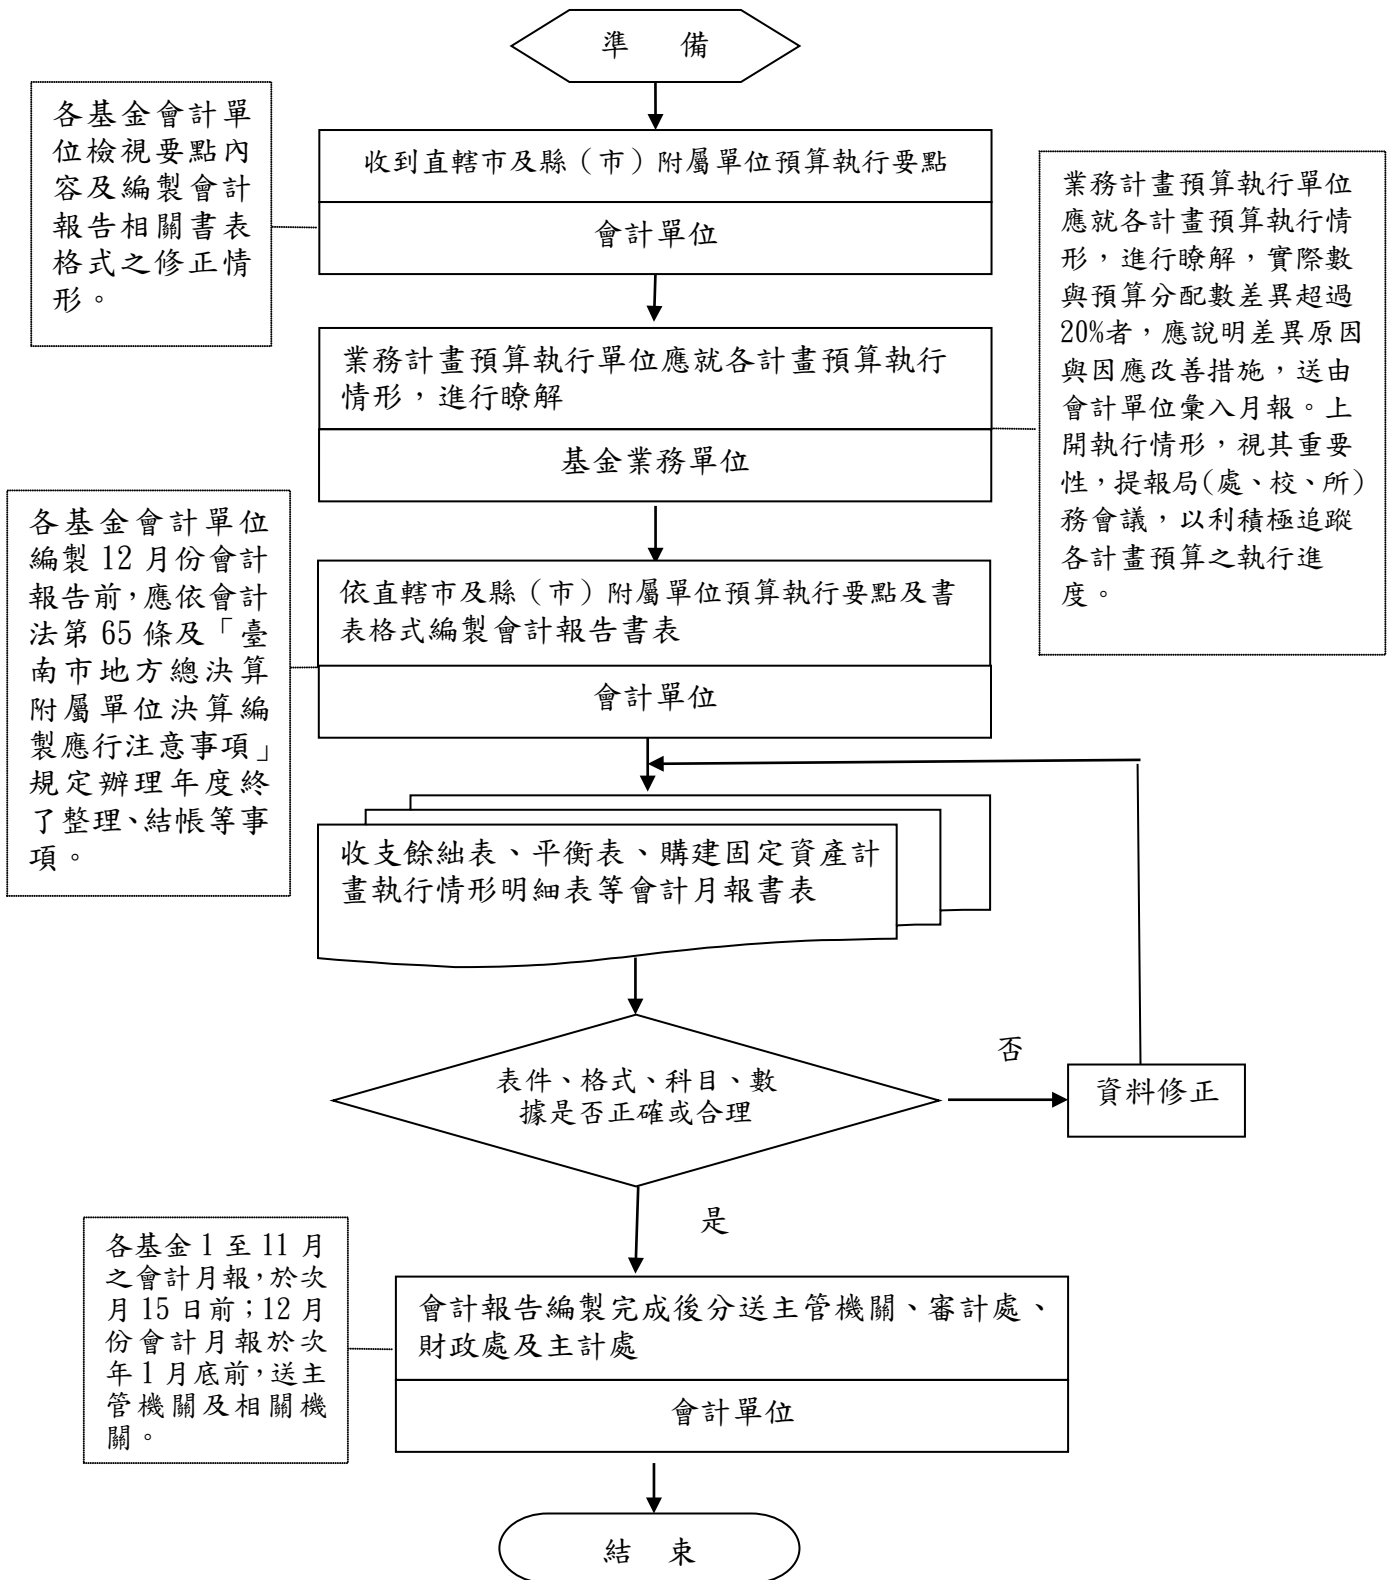 準 備
各基金會計單
位檢視要點內
容及編製會計
報告相關書表
格式之修正情
形。
收到直轄市及縣（市）附屬單位預算執行要點
會計單位
業務計畫預算執行單位
應就各計畫預算執行情
形，進行瞭解，實際數
與預算分配數差異超過
20%者，應說明差異原因
與因應改善措施，送由
會計單位彙入月報。上
開執行情形，視其重要
性，提報局(處、校、所)
務會議，以利積極追蹤
各計畫預算之執行進
度。
業務計畫預算執行單位應就各計畫預算執行
情形，進行瞭解
基金業務單位
各基金會計單位
編製 12 月份會計
報告前，應依會計
法第 65 條及「臺
南市地方總決算
附屬單位決算編
製應行注意事項」
規定辦理年度終
了整理、結帳等事
項。
依直轄市及縣（市）附屬單位預算執行要點及書
表格式編製會計報告書表
會計單位
收支餘絀表、平衡表、購建固定資產計
畫執行情形明細表等會計月報書表
表件、格式、科目、數
據是否正確或合理
否
資料修正
是
各基金 1 至 11 月
之會計月報，於次
月 15 日前；12 月
份會計月報於次
年 1 月底前，送主
管機關及相關機
關。
會計報告編製完成後分送主管機關、審計處、
財政處及主計處
會計單位
結 束